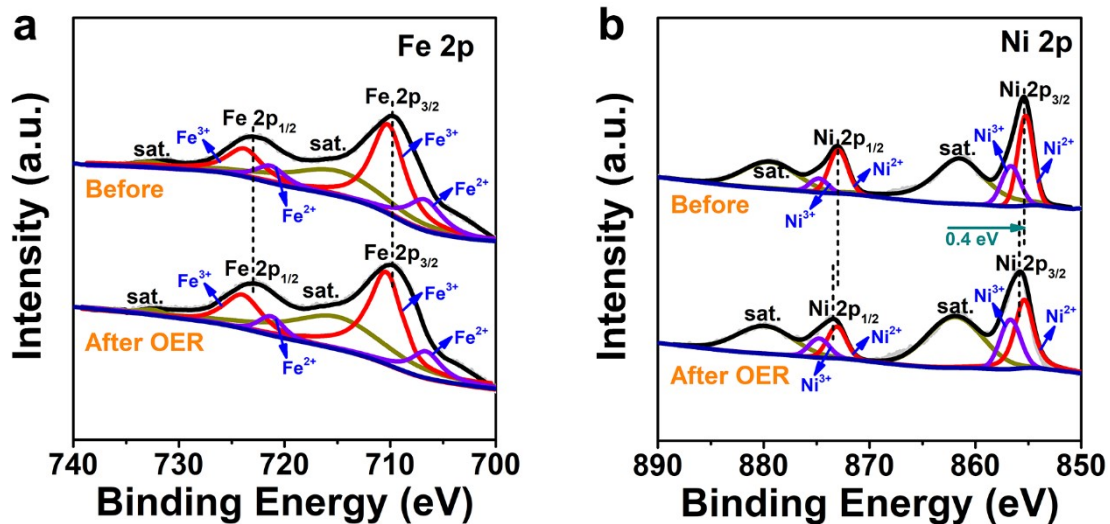 a
Fe 2p
Intensity (a.u.)
Fe 2p3/2
Fe 2p1/2
Fe3+
Fe3+
sat.
sat.
Fe2+
Before
Fe2+
Fe 2p3/2
Fe 2p1/2
Fe3+
Fe3+
sat.
sat.
Fe2+
After OER
Fe2+
740 730 720 710 700
Binding Energy (eV)
b
Ni 2p
Intensity (a.u.)
Ni 2p3/2
Ni 2p1/2
Ni3+
Ni2+
sat.
sat.
Ni2+
Before
Ni3+
0.4 eV
Ni 2p3/2
Ni 2p1/2
Ni3+
sat.
sat.
Ni2+
Ni2+
After OER
Ni3+
890 880 870 860 850
Binding Energy (eV)